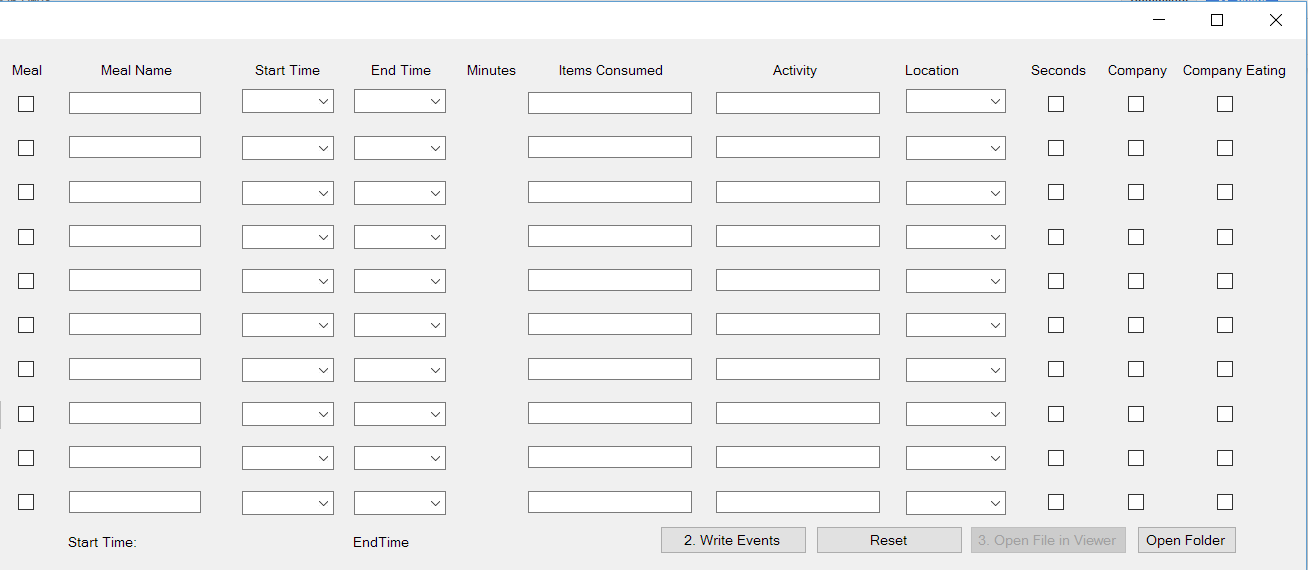 Meal Meal Name Start Time End Time Minutes Items Consumed Activity Location Seconds Company Company Eating
2. Write Events Reset 3. Open File in Viewer Open Folder
Start Time: EndTime